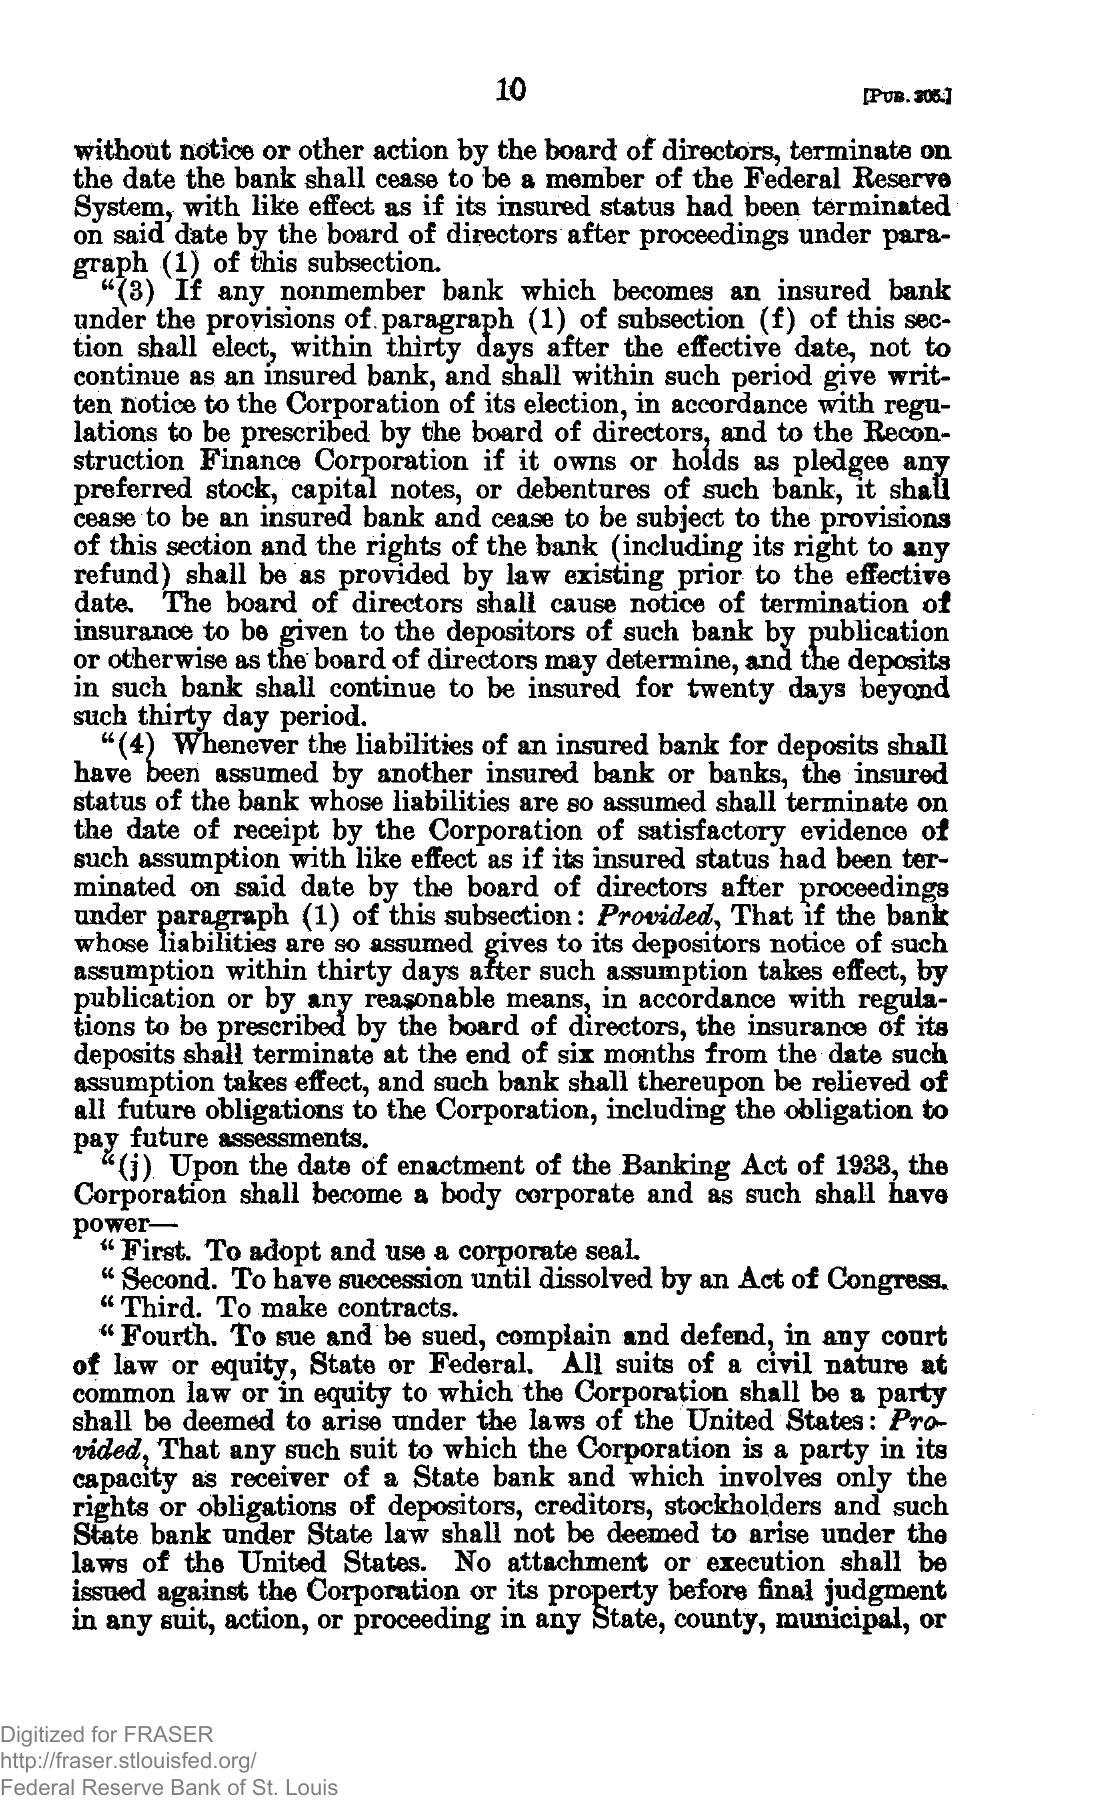 10
[PUB. 305.]
without notice or other action by the board of directors, terminate on
the date the bank shall cease to be a member of the Federal Reserve
System, with like effect as if its insured status had been terminated
on said date by the board of directors after proceedings under para-
graph (1) of this subsection.
“(3) If any nonmember bank which becomes an insured bank
under the provisions of paragraph (1) of subsection (f) of this sec-
tion shall elect, within thirty days after the effective date, not to
continue as an insured bank, and shall within such period give writ-
ten notice to the Corporation of its election, in accordance with regu-
lations to be prescribed by the board of directors, and to the Recon-
struction Finance Corporation if it owns or holds as pledgee any
preferred stock, capital notes, or debentures of such bank, it shall
cease to be an insured bank and cease to be subject to the provisions
of this section and the rights of the bank (including its right to any
refund) shall be as provided by law existing prior to the effective
date. The board of directors shall cause notice of termination of
insurance to be given to the depositors of such bank by publication
or otherwise as the board of directors may determine, and the deposits
in such bank shall continue to be insured for twenty days beyond
such thirty day period.
“(4) Whenever the liabilities of an insured bank for deposits shall
have been assumed by another insured bank or banks, the insured
status of the bank whose liabilities are so assumed shall terminate on
the date of receipt by the Corporation of satisfactory evidence of
such assumption with like effect as if its insured status had been ter-
minated on said date by the board of directors after proceedings
under paragraph (1) of this subsection: Provided, That if the bank
whose liabilities are so assumed gives to its depositors notice of such
assumption within thirty days after such assumption takes effect, by
publication or by any reasonable means, in accordance with regula-
tions to be prescribed by the board of directors, the insurance of its
deposits shall terminate at the end of six months from the date such
assumption takes effect, and such bank shall thereupon be relieved of
all future obligations to the Corporation, including the obligation to
pay future assessments.
“(j) Upon the date of enactment of the Banking Act of 1933, the
Corporation shall become a body corporate and as such shall have
power—
“First. To adopt and use a corporate seal.
“Second. To have succession until dissolved by an Act of Congress.
“Third. To make contracts.
“Fourth. To sue and be sued, complain and defend, in any court
of law or equity, State or Federal. All suits of a civil nature at
common law or in equity to which the Corporation shall be a party
shall be deemed to arise under the laws of the United States: Pro-
vided, That any such suit to which the Corporation is a party in its
capacity as receiver of a State bank and which involves only the
rights or obligations of depositors, creditors, stockholders and such
State bank under State law shall not be deemed to arise under the
laws of the United States. No attachment or execution shall be
issued against the Corporation or its property before final judgment
in any suit, action, or proceeding in any State, county, municipal, or
Digitized for FRASER
http://fraser.stlouisfed.org/
Federal Reserve Bank of St. Louis